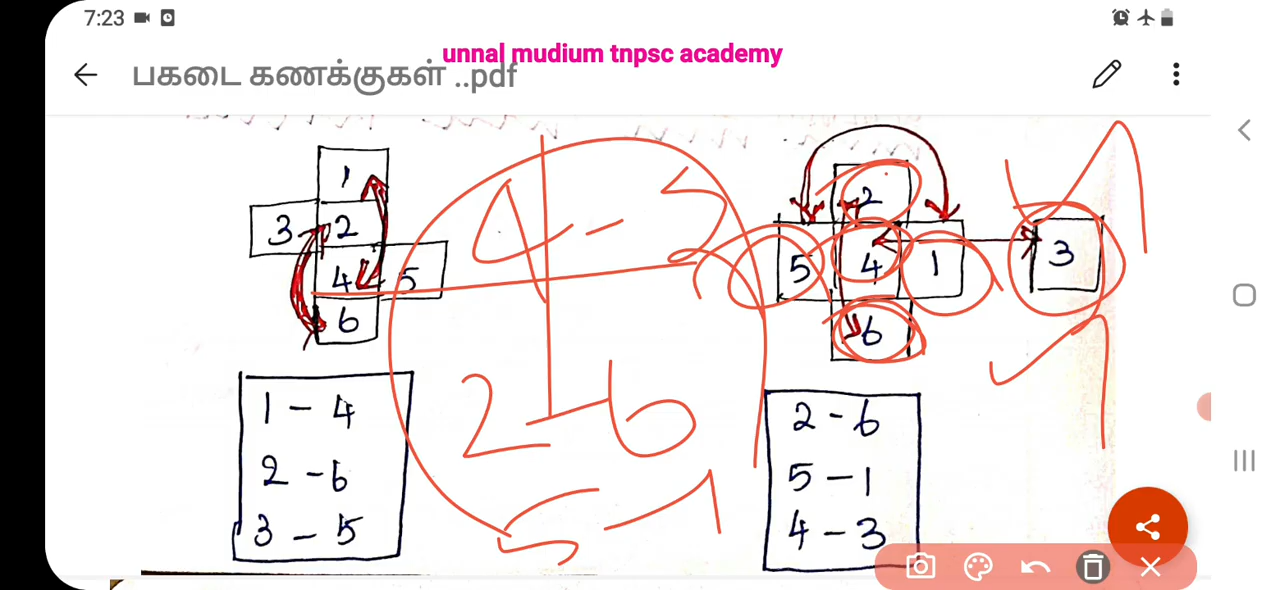 7:23
unnal mudium tnpsc academy
பகடை கணக்குகள் ..pdf
1
3 2
4 5
6
1 - 4
2 - 6
3 - 5
4 - 3
2 - 6
5 - 1
2
5 4 1 3
6
2 - 6
5 - 1
4 - 3